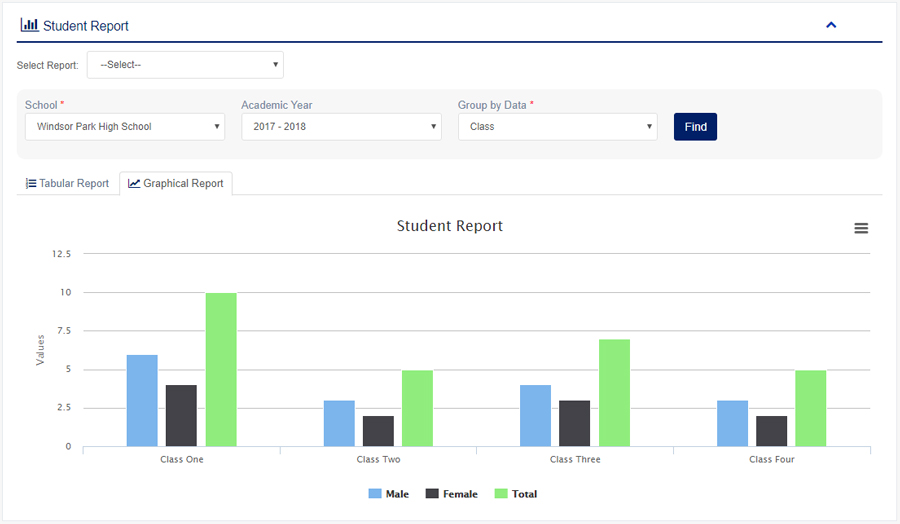 Student Report
Select Report: --Select--
School * Academic Year Group by Data *
Windsor Park High School 2017 - 2018 Class Find
Tabular Report Graphical Report
Student Report
12.5
10
7.5
5
2.5
0
Values
Class One Class Two Class Three Class Four
Male Female Total